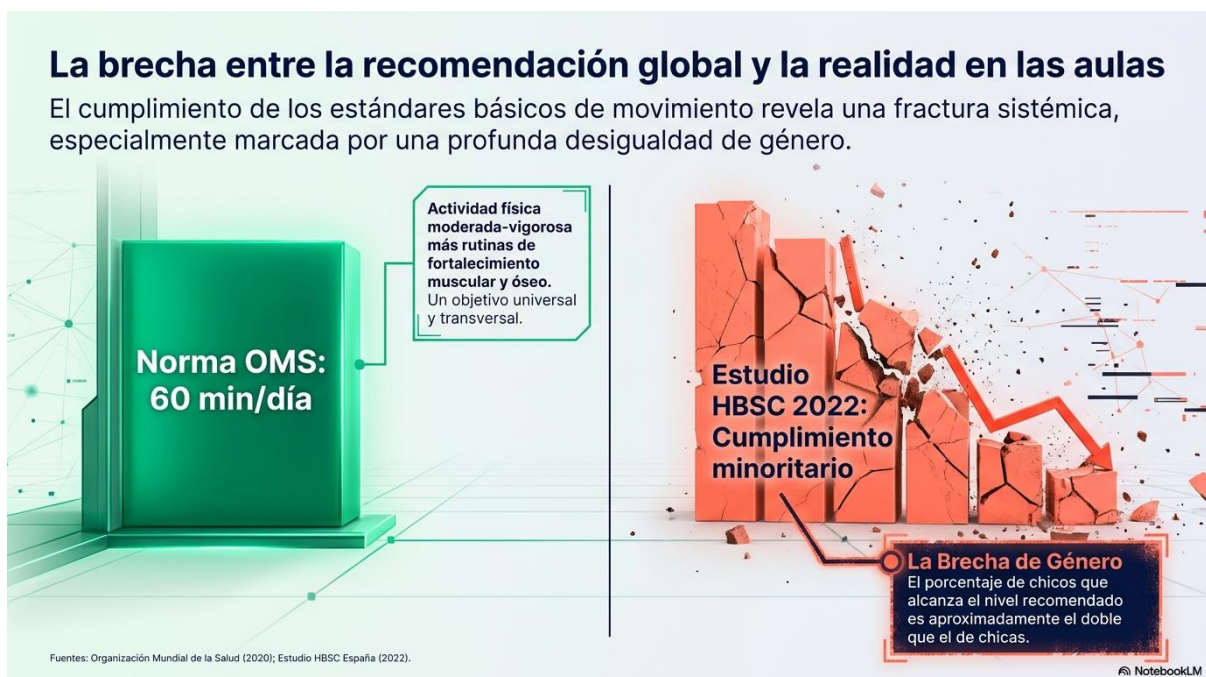 La brecha entre la recomendación global y la realidad en las aulas
El cumplimiento de los estándares básicos de movimiento revela una fractura sistémica,
especialmente marcada por una profunda desigualdad de género.
Norma OMS:
60 min/día
Actividad física
moderada-vigorosa
más rutinas de
fortalecimiento
muscular y óseo.
Un objetivo universal
y transversal.
Estudio
HBSC 2022:
Cumplimiento
minoritario
La Brecha de Género
El porcentaje de chicos que
alcanza el nivel recomendado
es aproximadamente el doble
que el de chicas.
Fuentes: Organización Mundial de la Salud (2020); Estudio HBSC España (2022).
NotebookLM